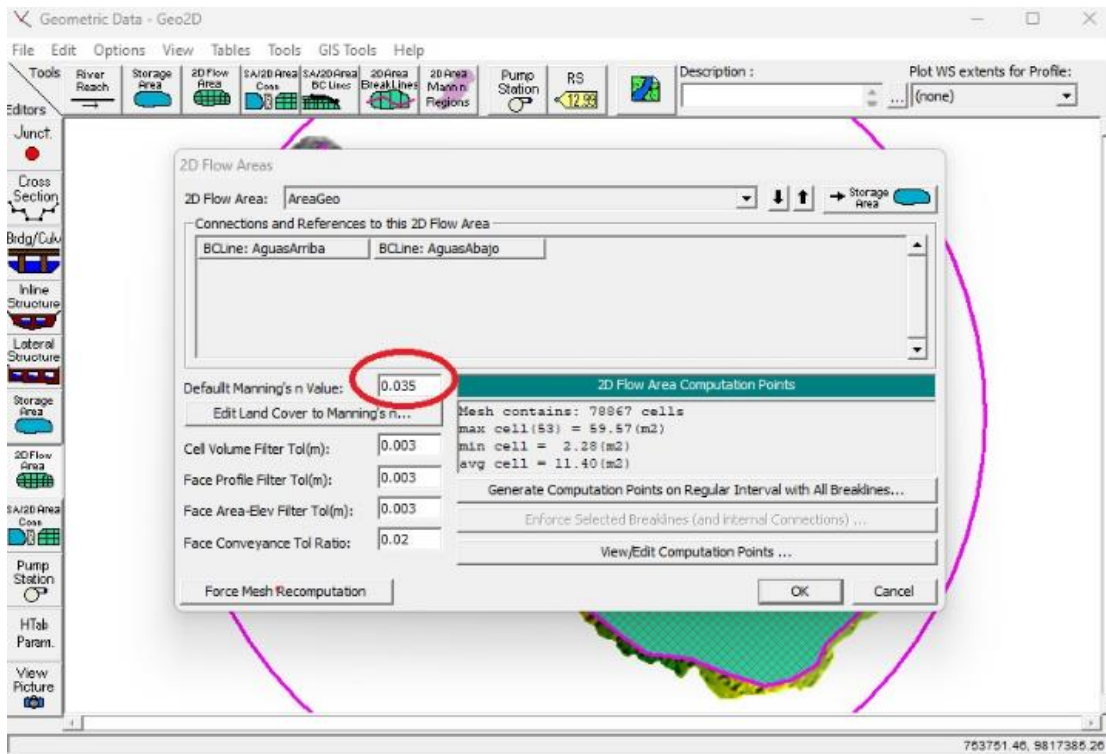 Geometric Data - Geo2D
File Edit Options View Tables Tools GIS Tools Help
Tools
Editors
River Reach
Storage Area
2D Flow Area
SA/2D Area Conn
SA/2D Area BC Lines
2D Area BreakLines
2D Area Mann n Regions
Pump Station
RS
12.99
Description :
...
Plot WS extents for Profile:
(none)
Junct.
Cross Section
Brdg/Culv
Inline Structure
Lateral Structure
Storage Area
2D Flow Area
SA/2D Area Conn
Pump Station
HTab Param.
View Picture
2D Flow Areas
2D Flow Area: AreaGeo
Storage Area
Connections and References to this 2D Flow Area
BCLine: AguasArriba BCLine: AguasAbajo
Default Manning's n Value: 0.035
Edit Land Cover to Manning's n...
Cell Volume Filter Tol(m): 0.003
Face Profile Filter Tol(m): 0.003
Face Area-Elev Filter Tol(m): 0.003
Face Conveyance Tol Ratio: 0.02
2D Flow Area Computation Points
Mesh contains: 78867 cells
max cell(53) = 59.57(m2)
min cell = 2.28(m2)
avg cell = 11.40(m2)
Generate Computation Points on Regular Interval with All Breaklines...
Enforce Selected Breaklines (and internal Connections) ...
View/Edit Computation Points ...
Force Mesh Recomputation
OK
Cancel
753751.46, 9817385.26